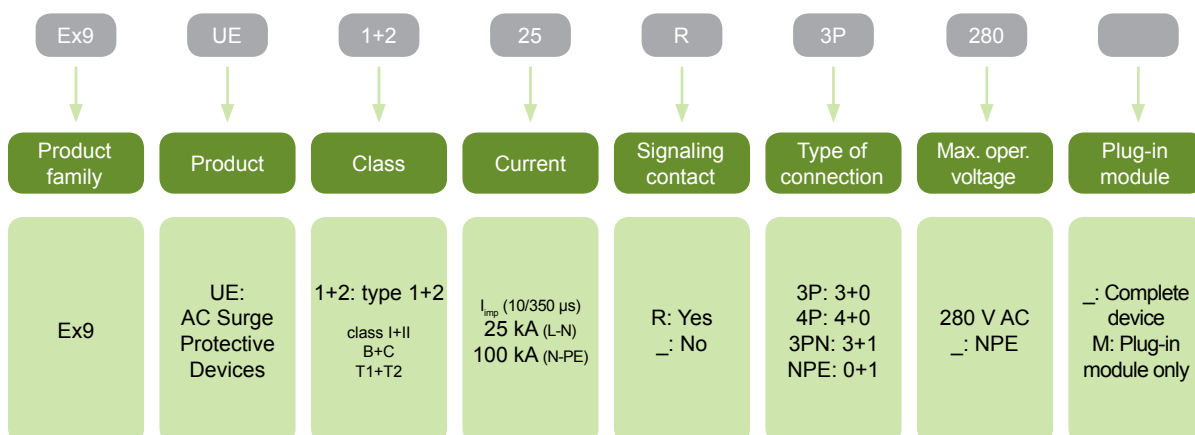 Ex9
UE
1+2
25
R
3P
280
Product
family
Product
Class
Current
Signaling
contact
Type of
connection
Max. oper.
voltage
Plug-in
module
Ex9
UE:
AC Surge
Protective
Devices
1+2: type 1+2
class I+II
B+C
T1+T2
Iimp (10/350 µs)
25 kA (L-N)
100 kA (N-PE)
R: Yes
_: No
3P: 3+0
4P: 4+0
3PN: 3+1
NPE: 0+1
280 V AC
_: NPE
_: Complete
device
M: Plug-in
module only